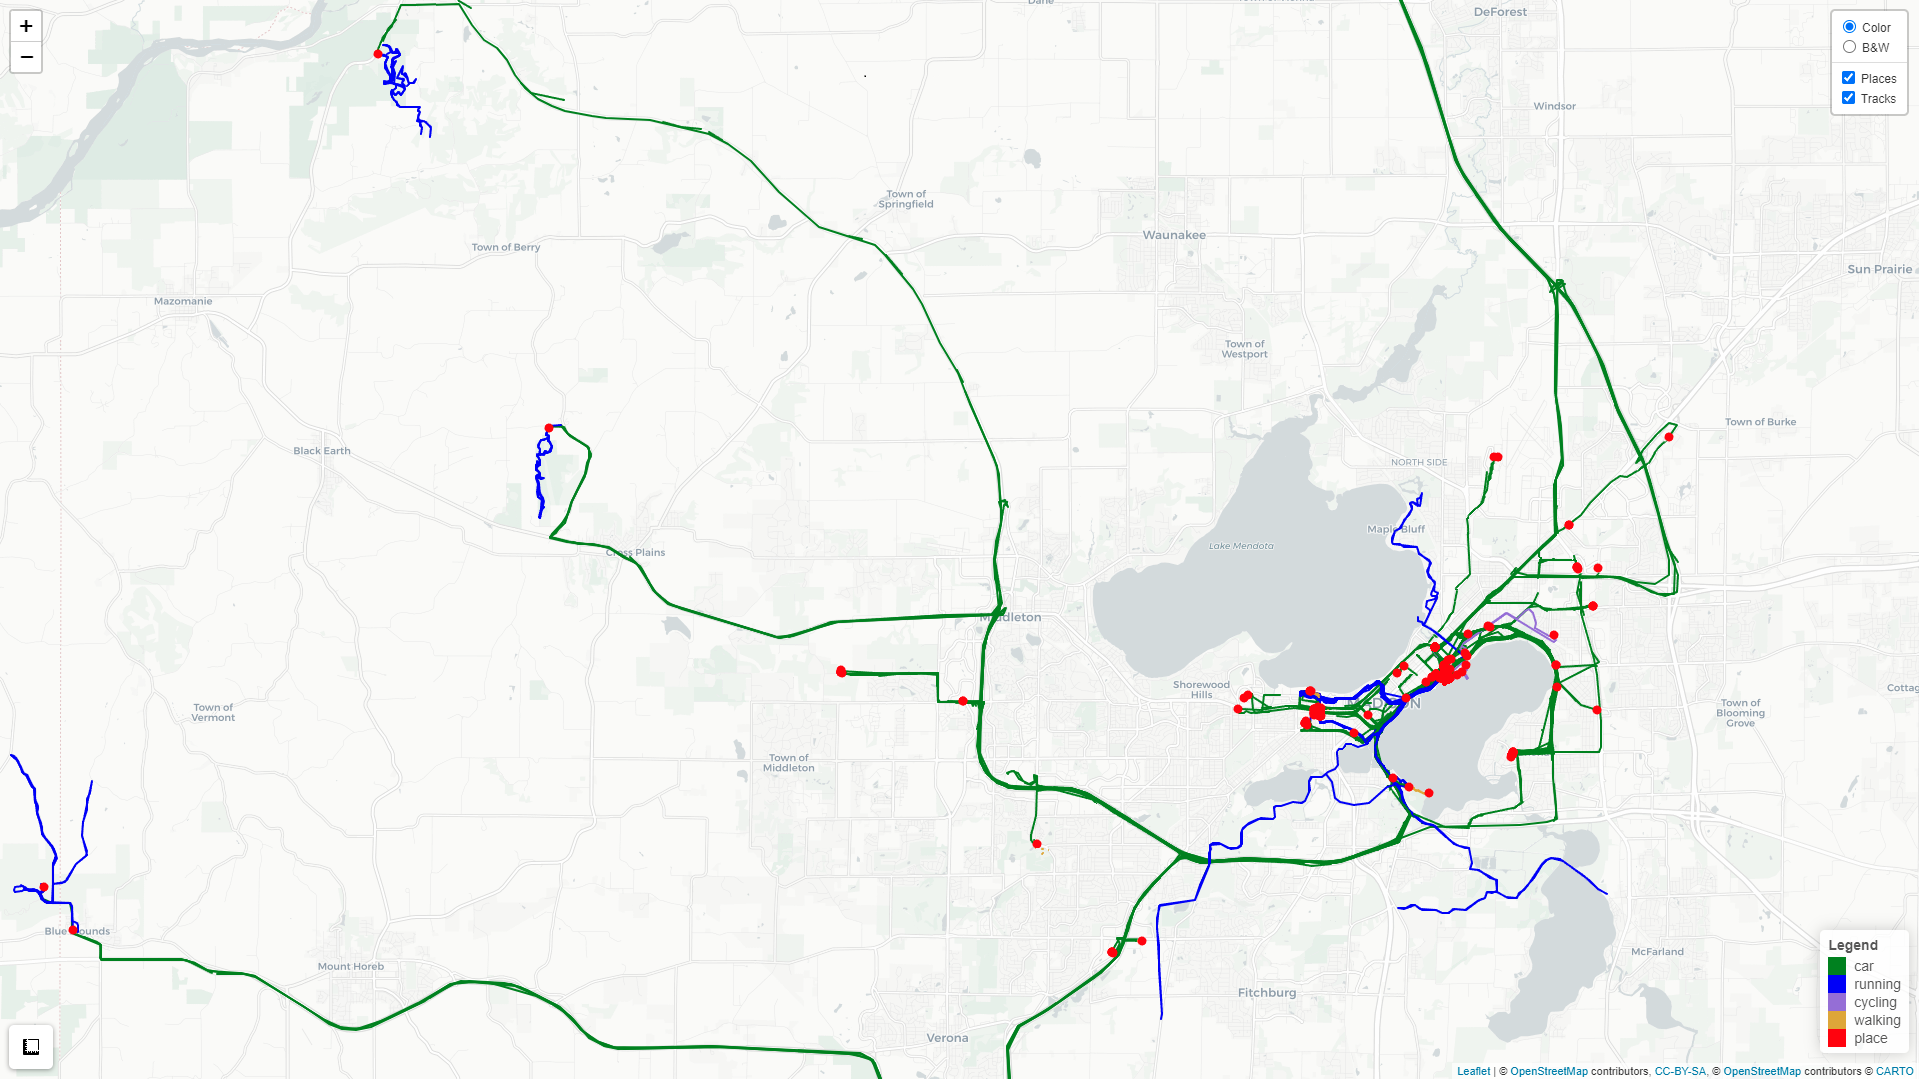 +
−
Dane
DeForest
Color
B&W
Places
Tracks
Windsor
Town of
Springfield
Waunakee
Town of Berry
Sun Prairie
Mazomanie
Town of
Westport
Town of Burke
Black Earth
NORTH SIDE
Maple Bluff
Lake Mendota
Cross Plains
Middleton
Shorewood
Hills
MADISON
Town of
Vermont
Town of
Blooming
Grove
Town of
Middleton
Blue Mounds
Mount Horeb
McFarland
Fitchburg
Verona
Legend
car
running
cycling
walking
place
Leaflet | © OpenStreetMap contributors, CC-BY-SA, © OpenStreetMap contributors © CARTO